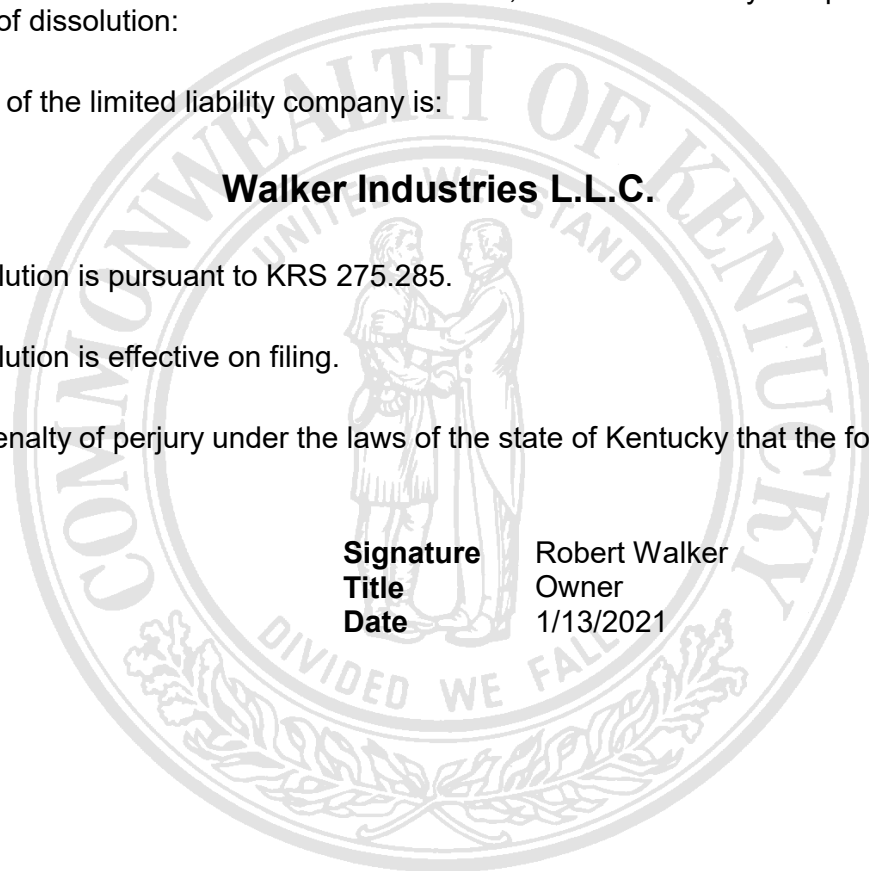 of dissolution:
of the limited liability company is:
Walker Industries L.L.C.
lution is pursuant to KRS 275.285.
lution is effective on filing.
enalty of perjury under the laws of the state of Kentucky that the fo
Signature Robert Walker
Title Owner
Date 1/13/2021
COMMONWEALTH OF KENTUCKY
UNITED WE STAND
DIVIDED WE FALL